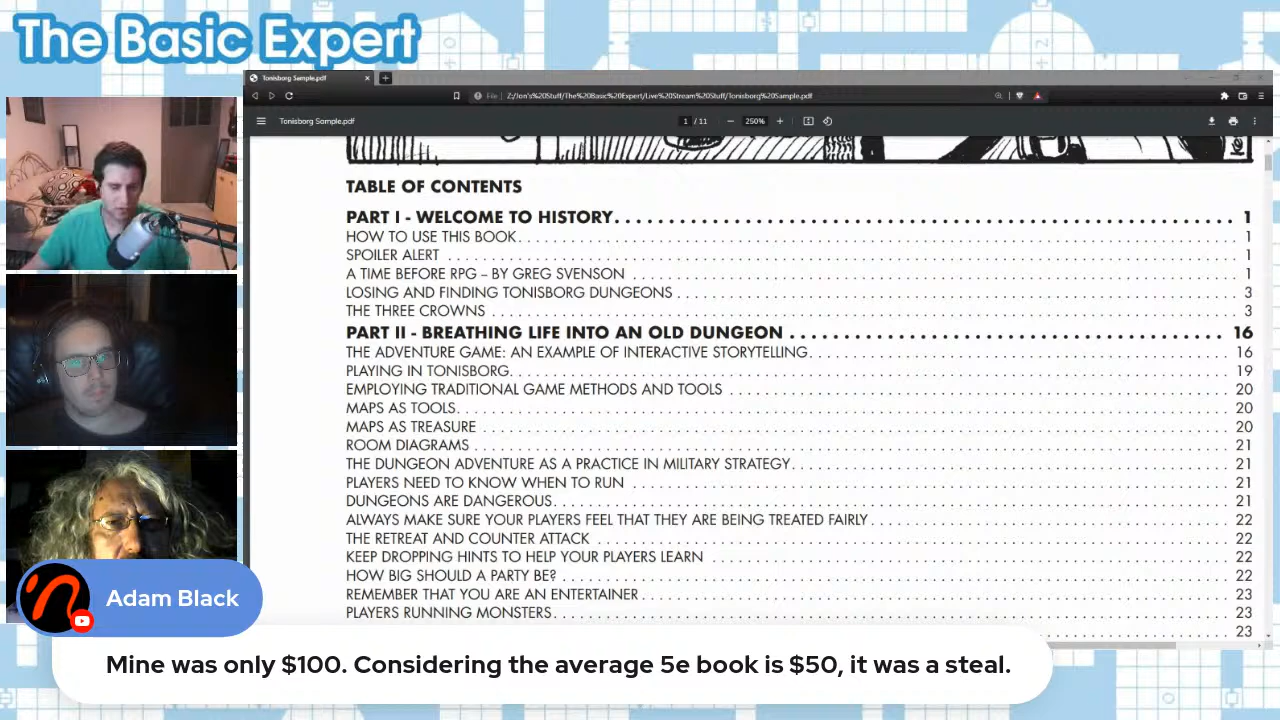 The Basic Expert
Tonisborg Sample.pdf
File | Z:/Jon's%20Stuff/The%20Basic%20Expert/Live%20Stream%20Stuff/Tonisborg%20Sample.pdf
Tonisborg Sample.pdf 1 / 11 — 250% +
TABLE OF CONTENTS
PART I - WELCOME TO HISTORY 1
HOW TO USE THIS BOOK 1
SPOILER ALERT 1
A TIME BEFORE RPG – BY GREG SVENSON 1
LOSING AND FINDING TONISBORG DUNGEONS 3
THE THREE CROWNS 3
PART II - BREATHING LIFE INTO AN OLD DUNGEON 16
THE ADVENTURE GAME: AN EXAMPLE OF INTERACTIVE STORYTELLING 16
PLAYING IN TONISBORG 19
EMPLOYING TRADITIONAL GAME METHODS AND TOOLS 20
MAPS AS TOOLS 20
MAPS AS TREASURE 20
ROOM DIAGRAMS 21
THE DUNGEON ADVENTURE AS A PRACTICE IN MILITARY STRATEGY 21
PLAYERS NEED TO KNOW WHEN TO RUN 21
DUNGEONS ARE DANGEROUS 21
ALWAYS MAKE SURE YOUR PLAYERS FEEL THAT THEY ARE BEING TREATED FAIRLY 22
THE RETREAT AND COUNTER ATTACK 22
KEEP DROPPING HINTS TO HELP YOUR PLAYERS LEARN 22
HOW BIG SHOULD A PARTY BE? 22
REMEMBER THAT YOU ARE AN ENTERTAINER 23
PLAYERS RUNNING MONSTERS 23
23
Adam Black
Mine was only $100. Considering the average 5e book is $50, it was a steal.